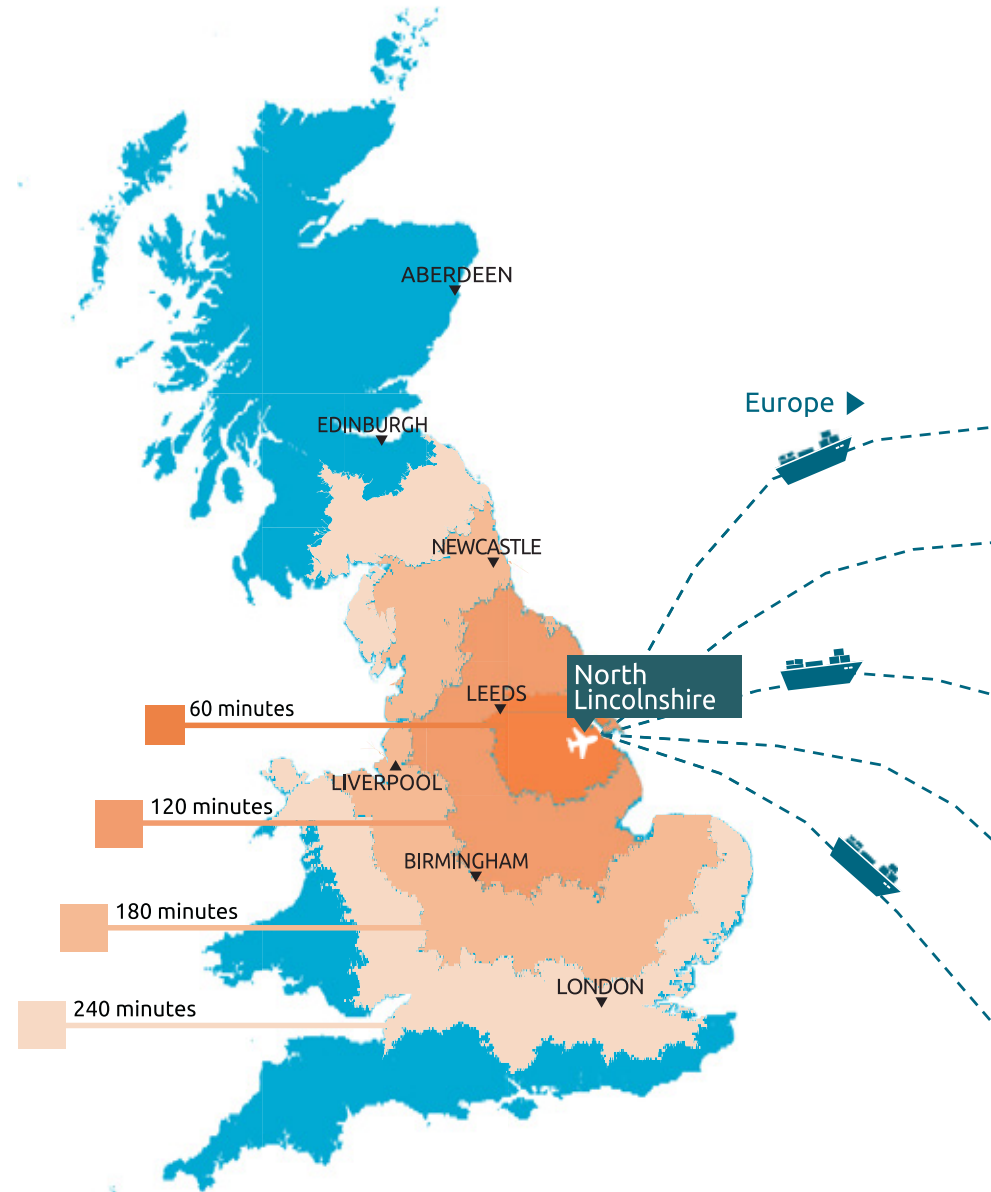 ABERDEEN
Europe
EDINBURGH
NEWCASTLE
North
Lincolnshire
LEEDS
60 minutes
LIVERPOOL
120 minutes
BIRMINGHAM
180 minutes
LONDON
240 minutes